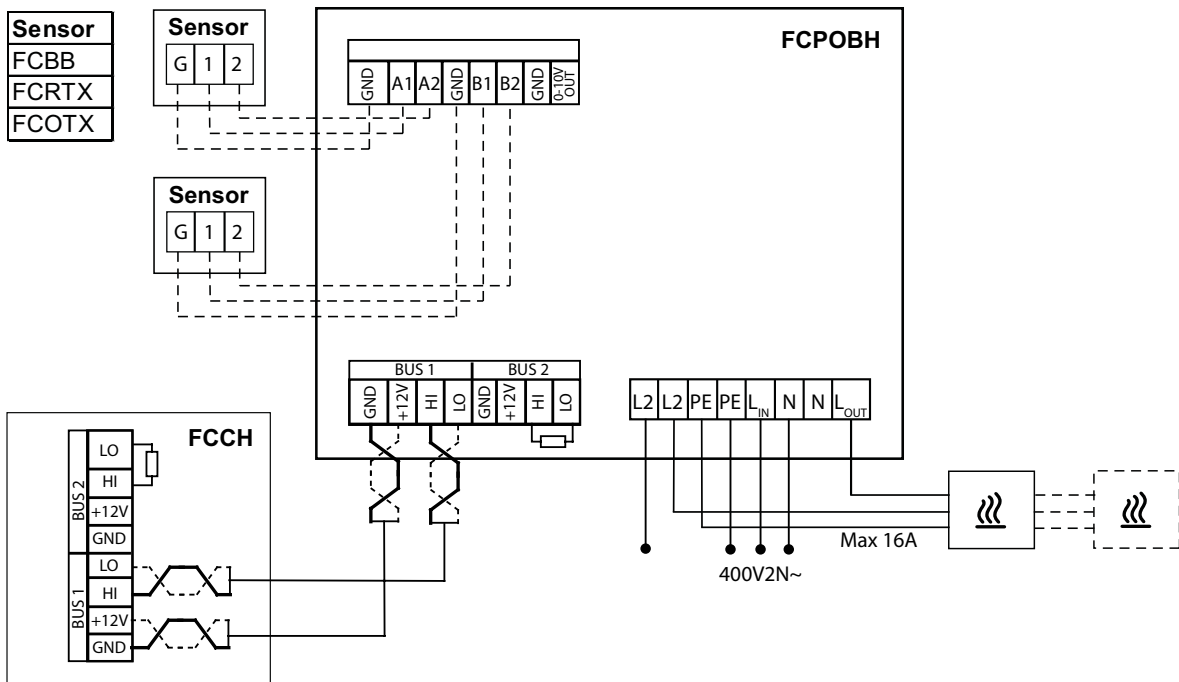 Sensor
FCBB
FCRTX
FCOTX
Sensor
G 1 2
FCPOBH
GND A1 A2 GND B1 B2 GND 0-10V OUT
Sensor
G 1 2
BUS 1 BUS 2
GND +12V HI LO GND +12V HI LO
L2 L2 PE PE LIN N N LOUT
FCCH
BUS 2
LO
HI
+12V
GND
BUS 1
LO
HI
+12V
GND
Max 16A
400V2N~